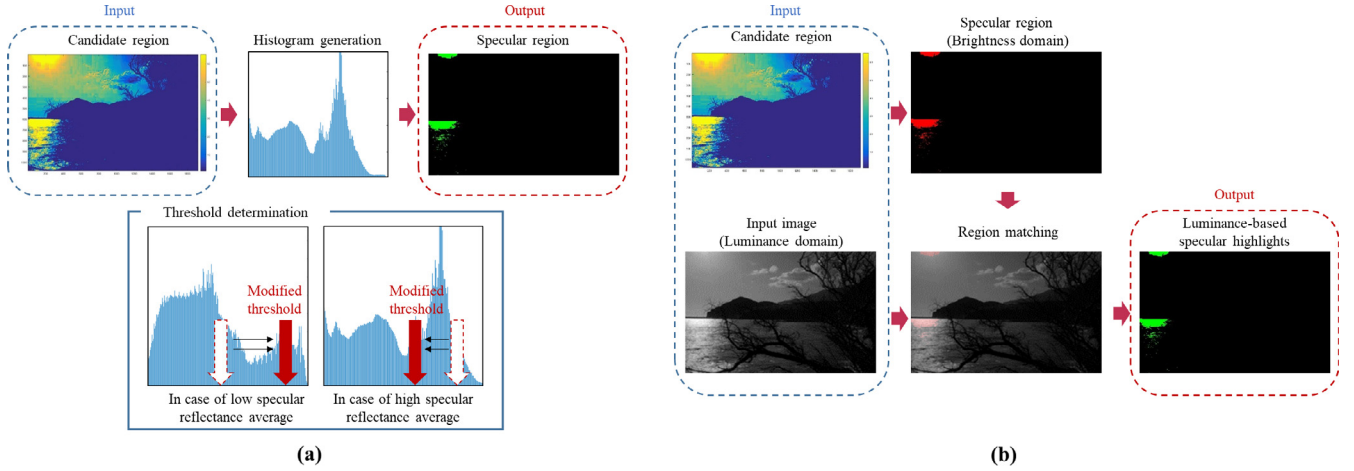 Input
Output
Candidate region
Histogram generation
Specular region
Threshold determination
Modified
threshold
Modified
threshold
In case of low specular
reflectance average
In case of high specular
reflectance average
(a)
Input
Candidate region
Specular region
(Brightness domain)
Input image
(Luminance domain)
Region matching
Output
Luminance-based
specular highlights
(b)